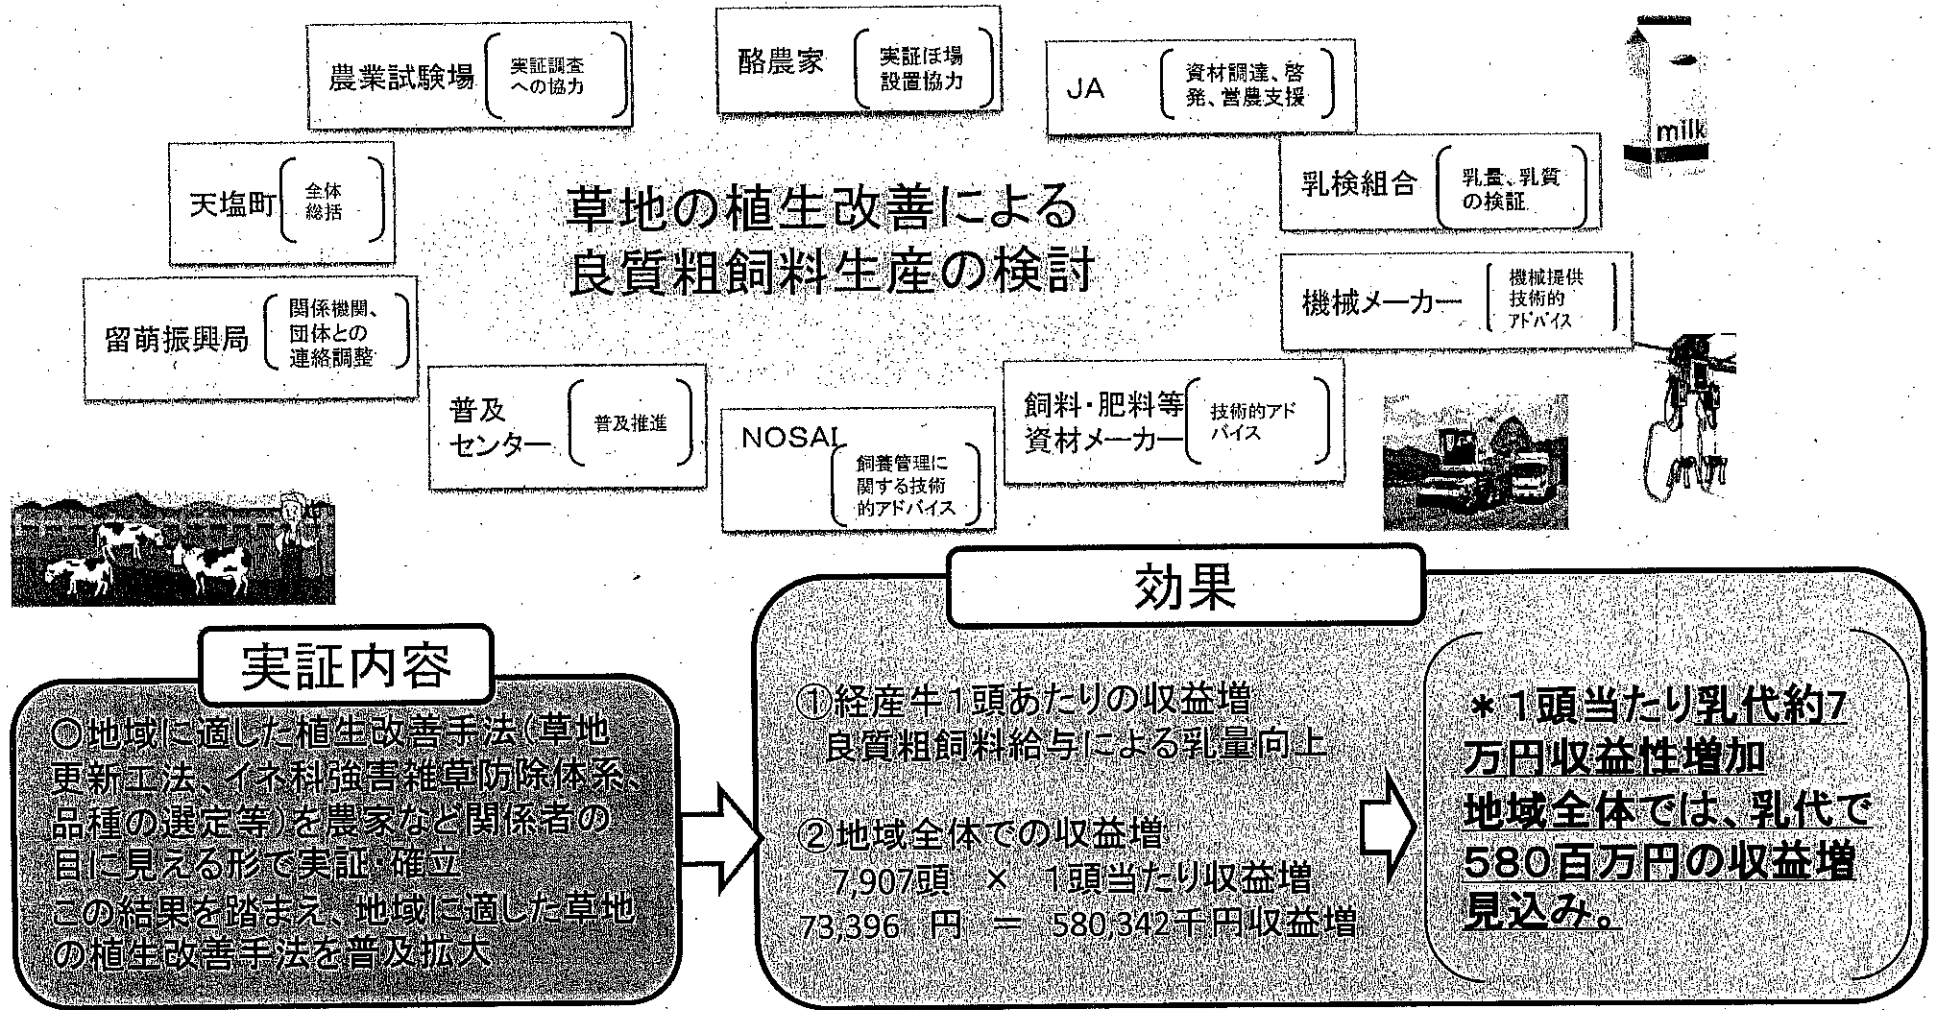 農業試験場
実証調査
への協力
酪農家
実証ほ場
設置協力
JA
資材調達、啓
発、営農支援
milk
天塩町
全体
総括
草地の植生改善による
良質粗飼料生産の検討
乳検組合
乳量、乳質
の検証
留萌振興局
関係機関、
団体との
連絡調整
機械メーカー
機械提供
技術的
アドバイス
普及
センター
普及推進
NOSAI
飼養管理に
関する技術
的アドバイス
飼料・肥料等
資材メーカー
技術的アド
バイス
実証内容
○地域に適した植生改善手法(草地
更新工法、イネ科強害雑草防除体系、
品種の選定等)を農家など関係者の
目に見える形で実証・確立
この結果を踏まえ、地域に適した草地
の植生改善手法を普及拡大
効果
①経産牛1頭あたりの収益増
良質粗飼料給与による乳量向上
②地域全体での収益増
7,907頭 × 1頭当たり収益増
73,396 円 = 580,342千円収益増
*1頭当たり乳代約7
万円収益性増加
地域全体では、乳代で
580百万円の収益増
見込み。